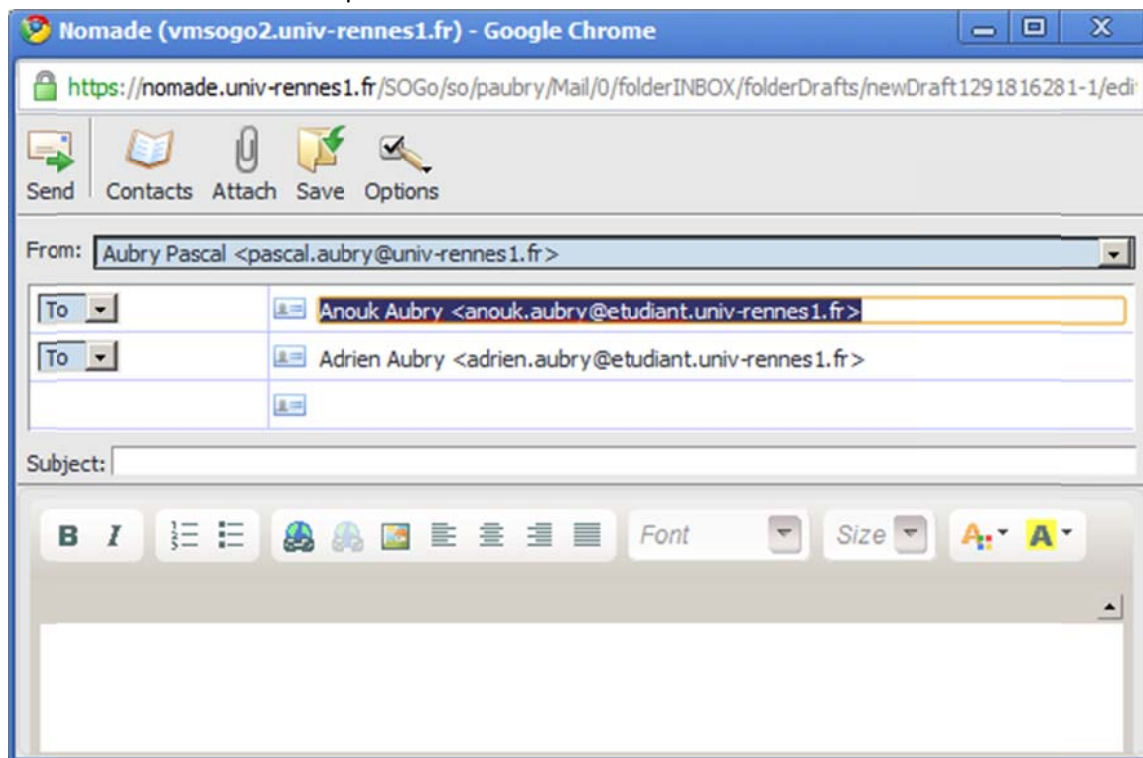 Nomade (vmsogo2.univ-rennes1.fr) - Google Chrome
https://nomade.univ-rennes1.fr/SOGo/so/paubry/Mail/0/folderINBOX/folderDrafts/newDraft1291816281-1/edi
Send Contacts Attach Save Options
From: Aubry Pascal <pascal.aubry@univ-rennes1.fr>
To Anouk Aubry <anouk.aubry@etudiant.univ-rennes1.fr>
To Adrien Aubry <adrien.aubry@etudiant.univ-rennes1.fr>
Subject:
B I Font Size A A